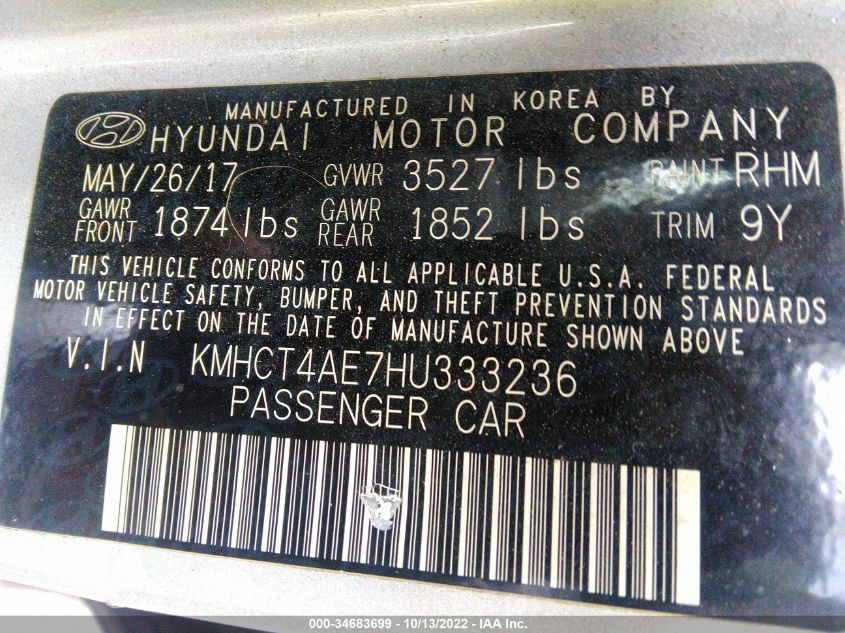 MANUFACTURED IN KOREA BY
HYUNDAI MOTOR COMPANY
MAY/26/17 GVWR 3527 lbs PAINT RHM
GAWR FRONT 1874 lbs GAWR REAR 1852 lbs TRIM 9Y
THIS VEHICLE CONFORMS TO ALL APPLICABLE U.S.A. FEDERAL
MOTOR VEHICLE SAFETY, BUMPER, AND THEFT PREVENTION STANDARDS
IN EFFECT ON THE DATE OF MANUFACTURE SHOWN ABOVE
V.I.N KMHCT4AE7HU333236
PASSENGER CAR
000-34683699 - 10/13/2022 - IAA Inc.